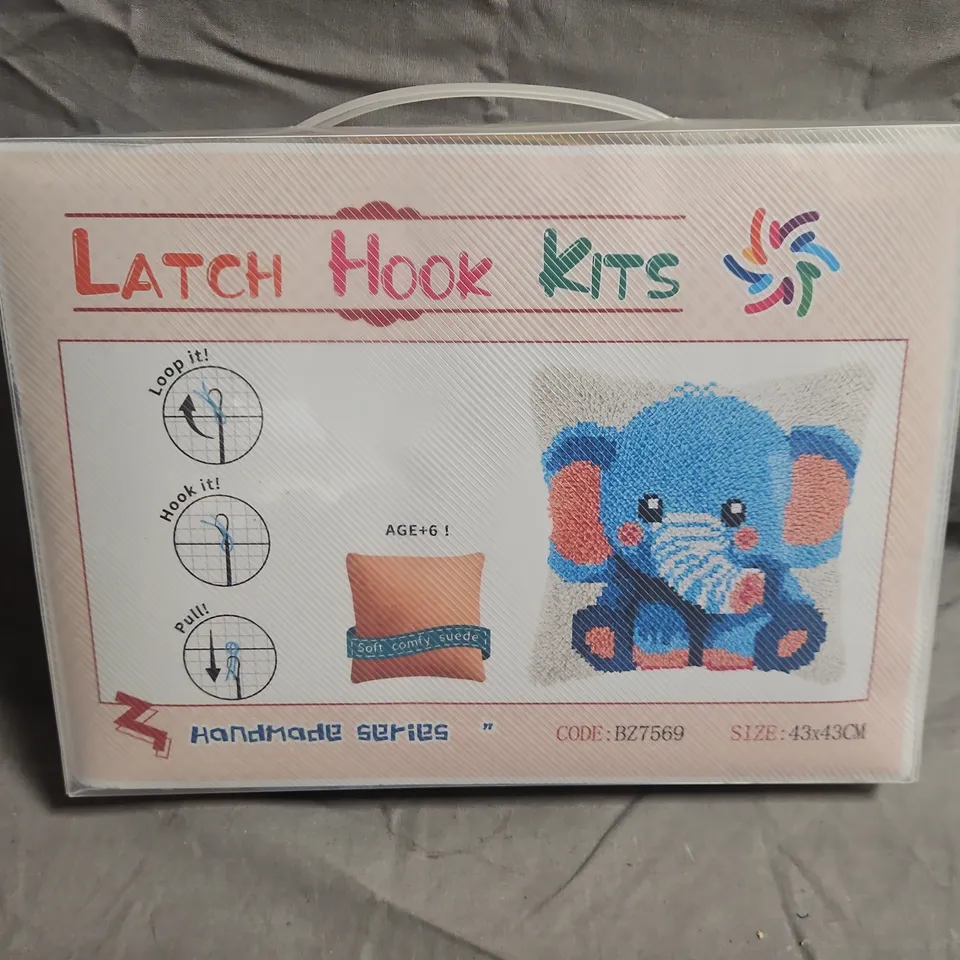 LATCH HOOK KITS
Loop it!
Hook it!
Pull!
AGE+6 !
Soft comfy suede
Handmade series "
CODE:BZ7569
SIZE:43x43CM